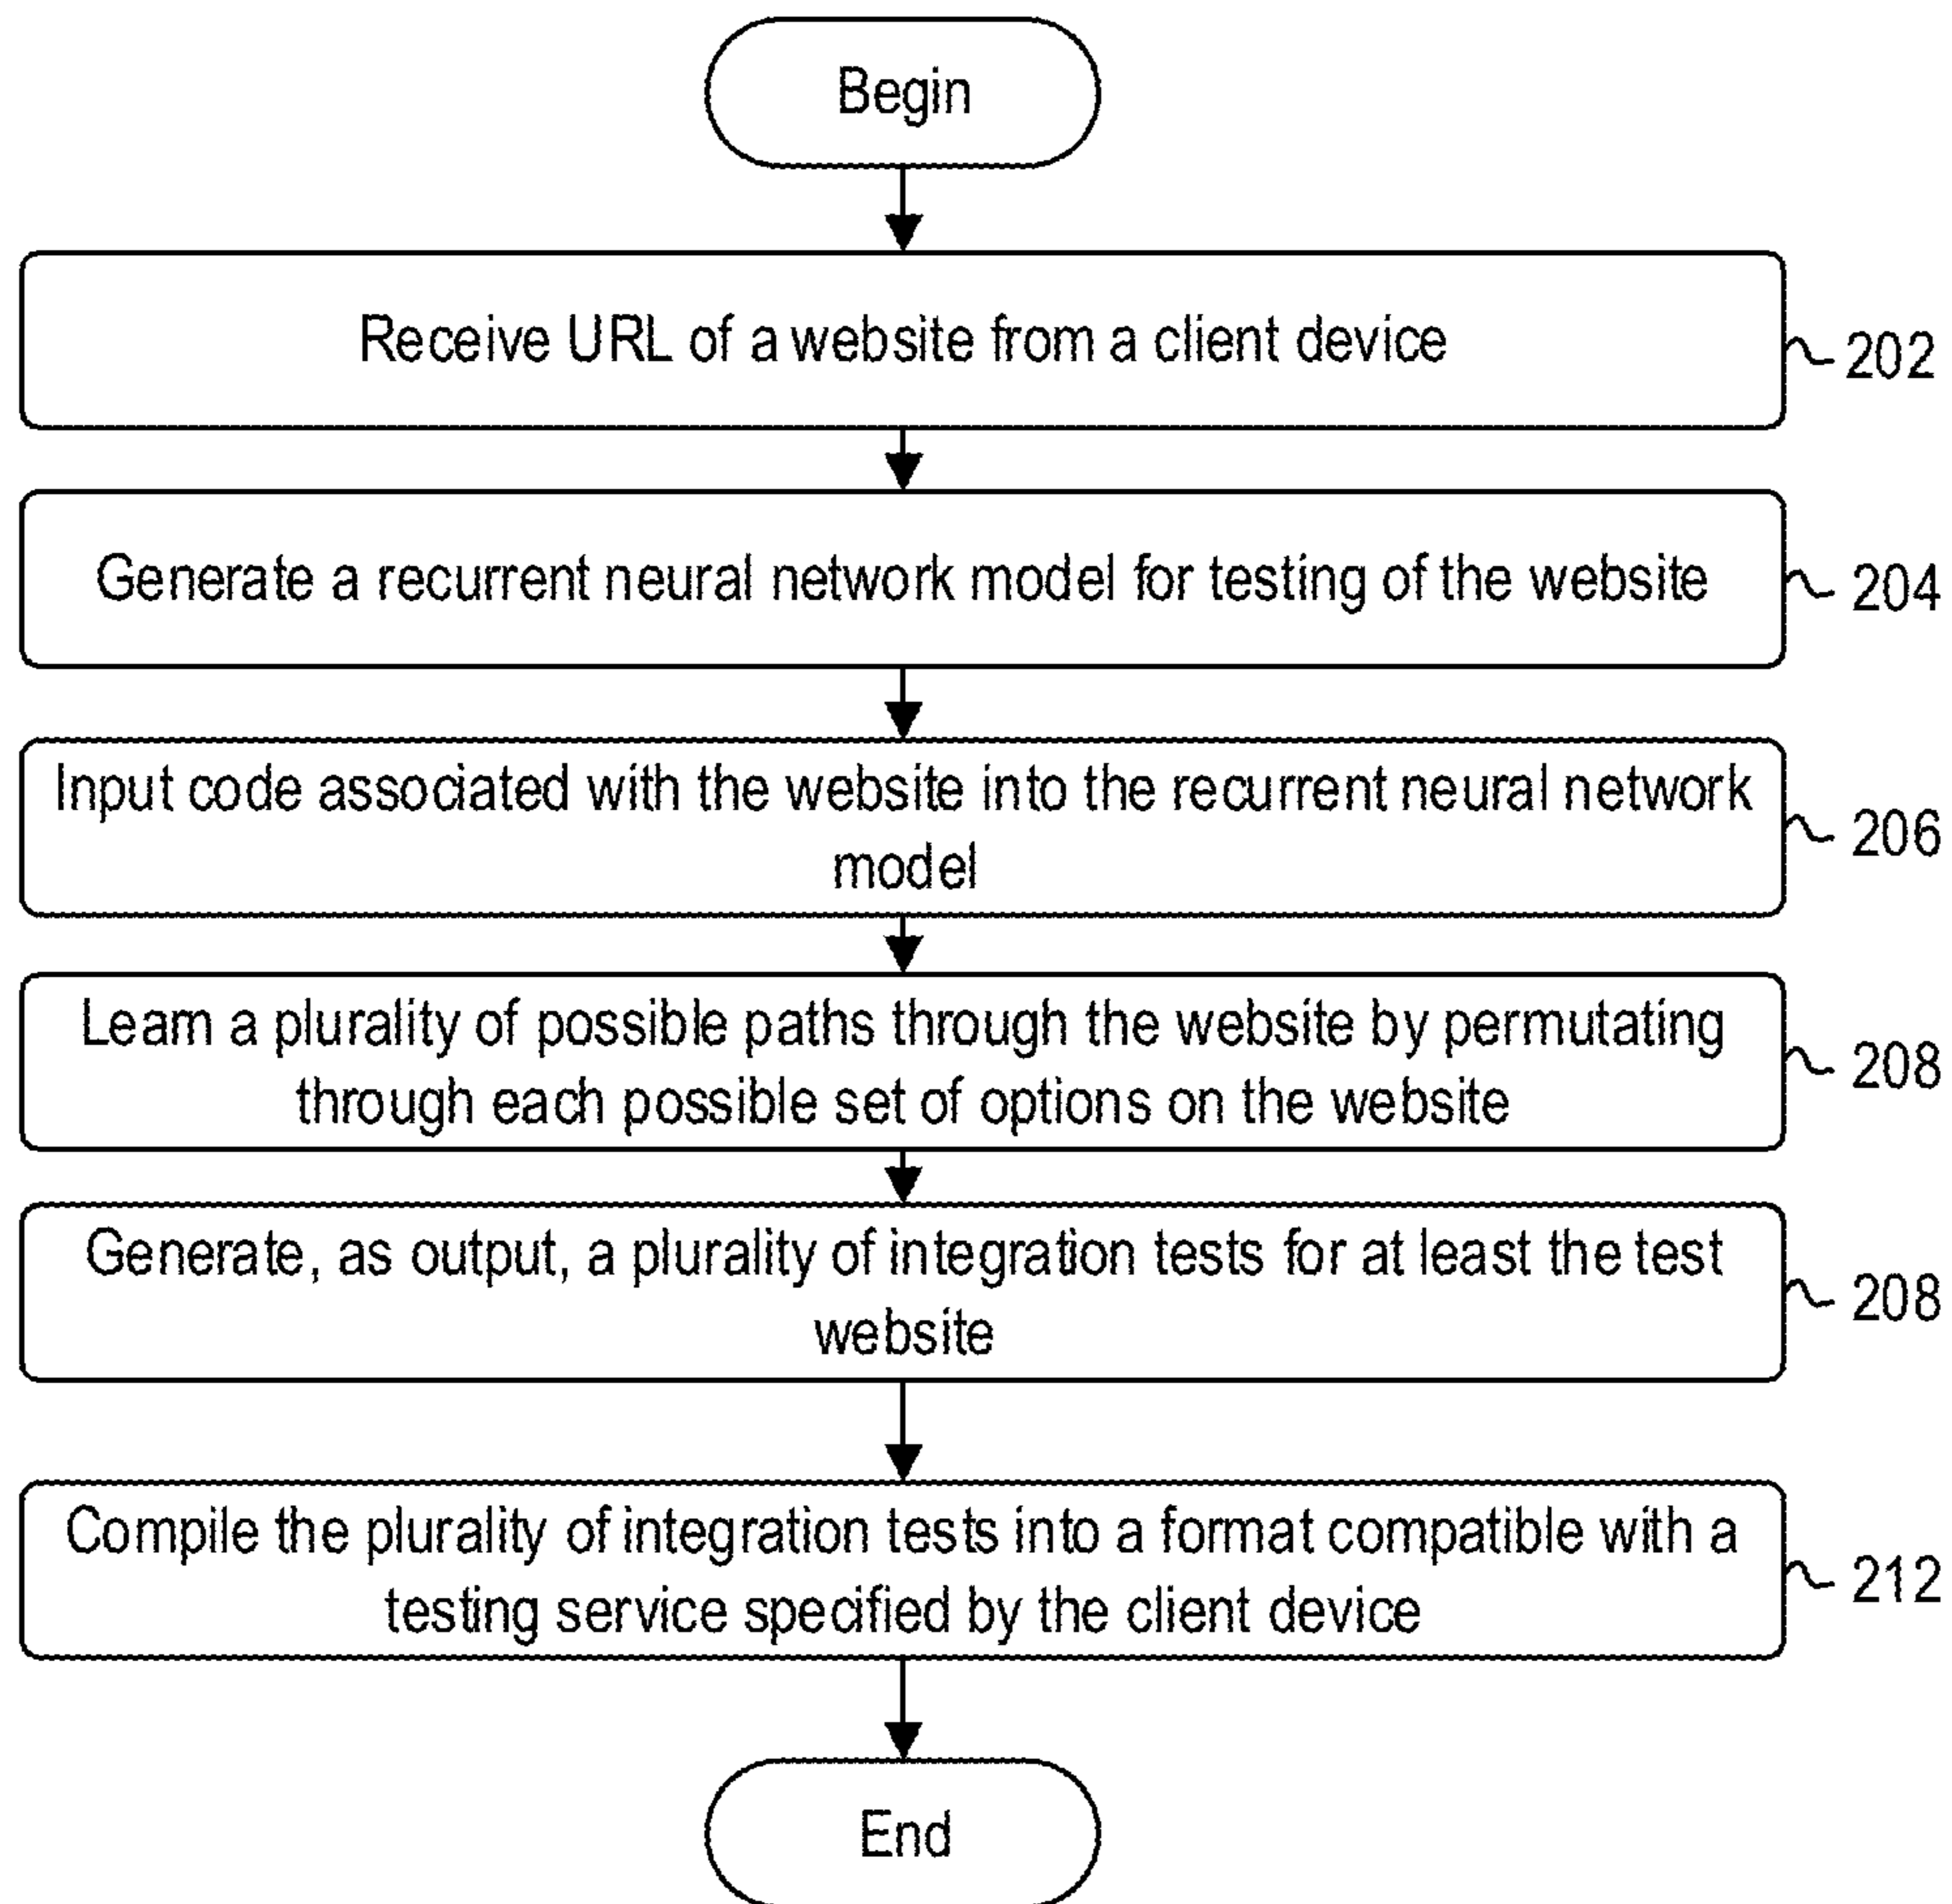 Begin
Receive URL of a website from a client device
202
Generate a recurrent neural network model for testing of the website
204
Input code associated with the website into the recurrent neural network
model
206
Learn a plurality of possible paths through the website by permutating
through each possible set of options on the website
208
Generate, as output, a plurality of integration tests for at least the test
website
208
Compile the plurality of integration tests into a format compatible with a
testing service specified by the client device
212
End